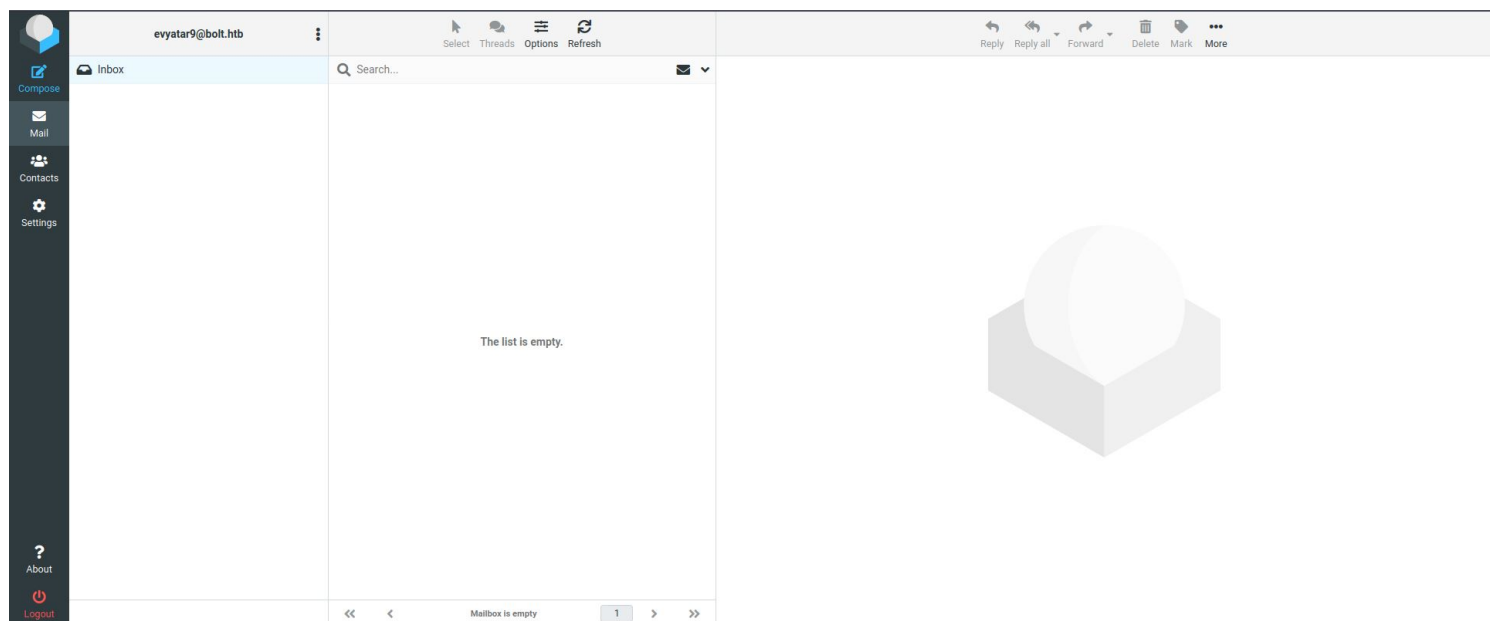 evyatar9@bolt.htb
Select Threads Options Refresh
Reply Reply all Forward Delete Mark More
Compose
Mail
Contacts
Settings
About
Logout
Inbox
Search...
The list is empty.
Mailbox is empty 1